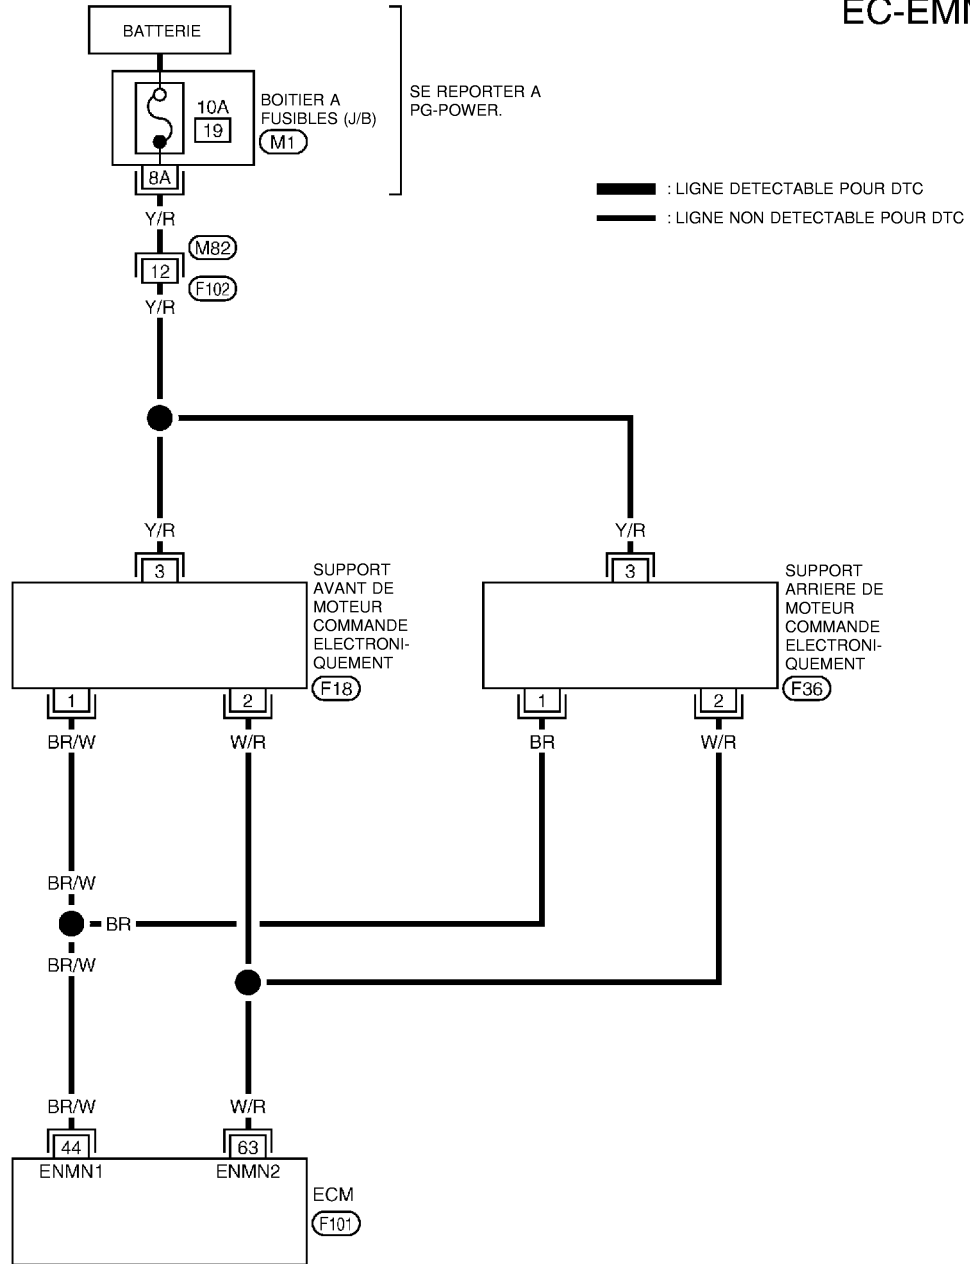 EC-EMN
BATTERIE
10A
19
BOITIER A
FUSIBLES (J/B)
M1
SE REPORTER A
PG-POWER.
8A
Y/R
: LIGNE DETECTABLE POUR DTC
: LIGNE NON DETECTABLE POUR DTC
M82
12
F102
Y/R
Y/R
Y/R
3
3
SUPPORT
AVANT DE
MOTEUR
COMMANDE
ELECTRONI-
QUEMENT
F18
SUPPORT
ARRIERE DE
MOTEUR
COMMANDE
ELECTRONI-
QUEMENT
F36
1
2
1
2
BR/W
W/R
BR
W/R
BR/W
BR
BR/W
BR/W
W/R
44
63
ENMN1
ENMN2
ECM
F101